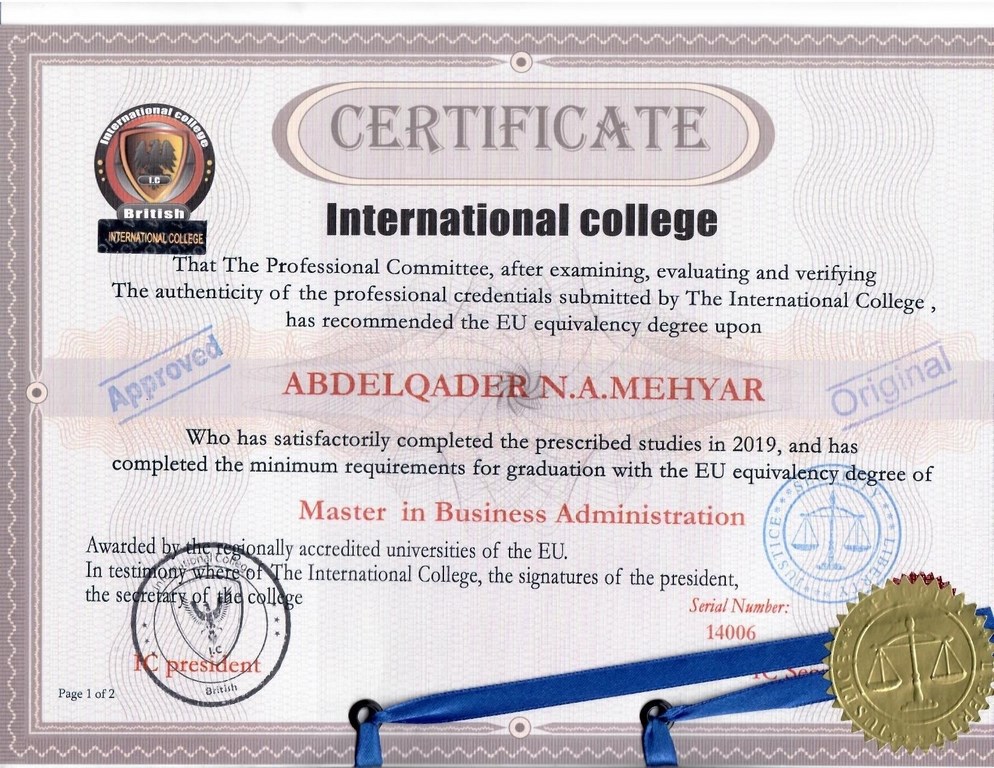 CERTIFICATE
International college
I.C
British
INTERNATIONAL COLLEGE
International college
That The Professional Committee, after examining, evaluating and verifying
The authenticity of the professional credentials submitted by The International College ,
has recommended the EU equivalency degree upon
Approved
ABDELQADER N.A.MEHYAR
Original
Who has satisfactorily completed the prescribed studies in 2019, and has
completed the minimum requirements for graduation with the EU equivalency degree of
Master in Business Administration
SECURITY
JUSTICE
LIBERTY
Awarded by the regionally accredited universities of the EU.
In testimony where of The International College, the signatures of the president,
the secretary of the college
International College
I.C
British
Serial Number:
14006
IC president
IC
Page 1 of 2
JUSTICE